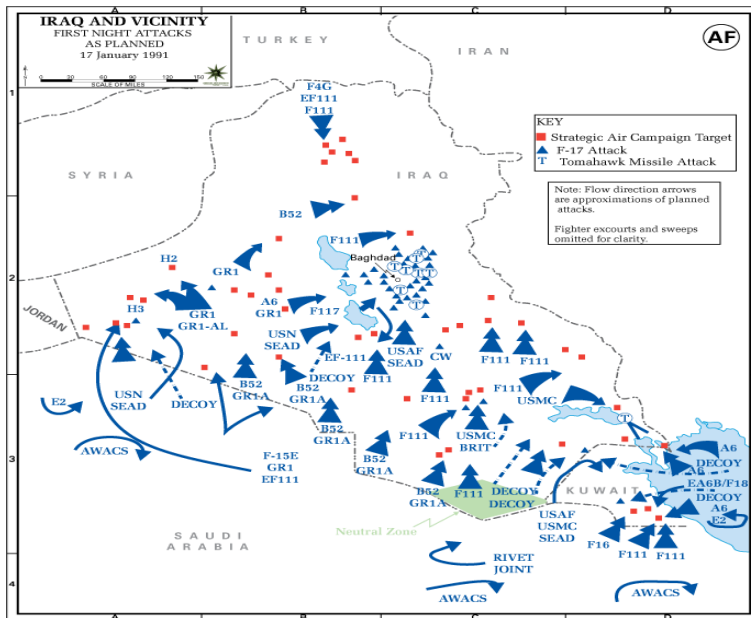 A B C D
IRAQ AND VICINITY
FIRST NIGHT ATTACKS
AS PLANNED
17 January 1991
0 50 100 150
SCALE OF MILES
AF
TURKEY
IRAN
1
F4G
EF111
F111
KEY
Strategic Air Campaign Target
F-17 Attack
T Tomahawk Missile Attack
SYRIA
IRAQ
Note: Flow direction arrows
are approximations of planned
attacks.
Fighter excourts and sweeps
omitted for clarity.
B52
F111
Baghdad
T T T T T T T T
H2
GR1
2
JORDAN
H3
GR1
GR1-AL
A6
GR1
F117
USN
SEAD
EF-111
USAF
SEAD
CW
F111
F111
F111
F111
F111
USMC
DECOY
B52
GR1A
B52
GR1A
E2
USN
SEAD
DECOY
B52
GR1A
F111
USMC
BRIT
T
AWACS
3
F-15E
GR1
EF111
B52
GR1A
B52
GR1A
F111
DECOY
DECOY
KUWAIT
A6
DECOY
A6
EA6B/F18
DECOY
A6
E2
Neutral Zone
USAF
USMC
SEAD
F16
F111
F111
SAUDI
ARABIA
RIVET
JOINT
4
AWACS
AWACS
A B C D